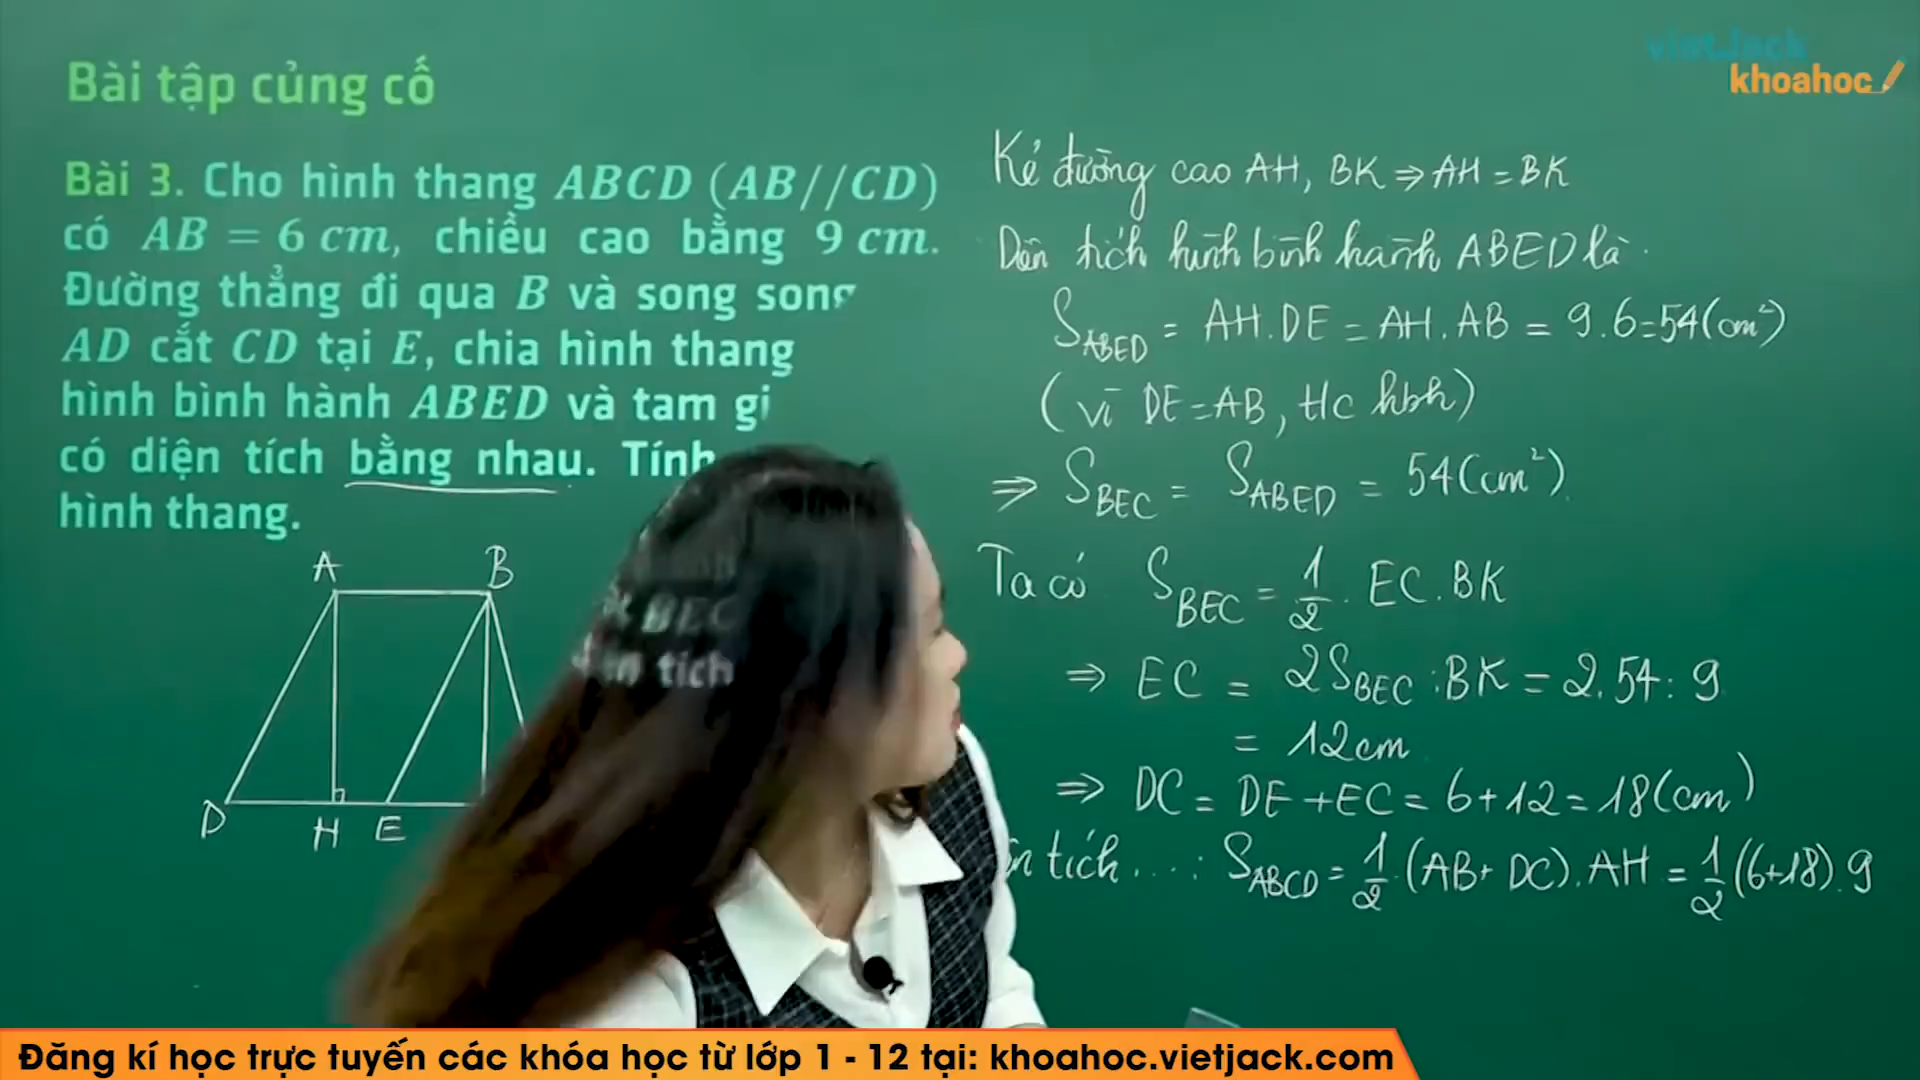 vietJack
khoahoc
Bài tập củng cố
Bài 3. Cho hình thang ABCD (AB//CD)
có AB = 6 cm, chiều cao bằng 9 cm.
Đường thẳng đi qua B và song song
AD cắt CD tại E, chia hình thang
hình bình hành ABED và tam gi
có diện tích bằng nhau. Tính
hình thang.
BEC
tích
A B
D H E
Kẻ đường cao AH, BK ⇒ AH = BK
Diện tích hình bình hành ABED là
S_ABED = AH.DE = AH.AB = 9.6 = 54 (cm²)
(vì DE = AB, t/c hbh)
⇒ S_BEC = S_ABED = 54 (cm²).
Ta có S_BEC = 1/2 . EC . BK
⇒ EC = 2S_BEC : BK = 2.54 : 9
= 12cm
⇒ DC = DE + EC = 6 + 12 = 18 (cm)
tích ....: S_ABCD = 1/2 . (AB + DC) . AH = 1/2 (6+18) . 9
Đăng kí học trực tuyến các khóa học từ lớp 1 - 12 tại: khoahoc.vietjack.com